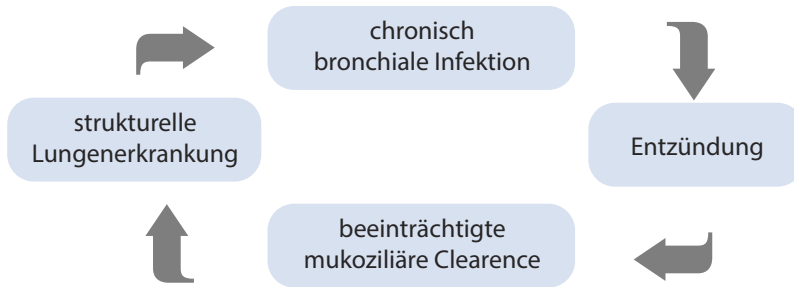 chronisch
bronchiale Infektion
strukturelle
Lungenerkrankung
Entzündung
beeinträchtigte
mukoziliäre Clearence